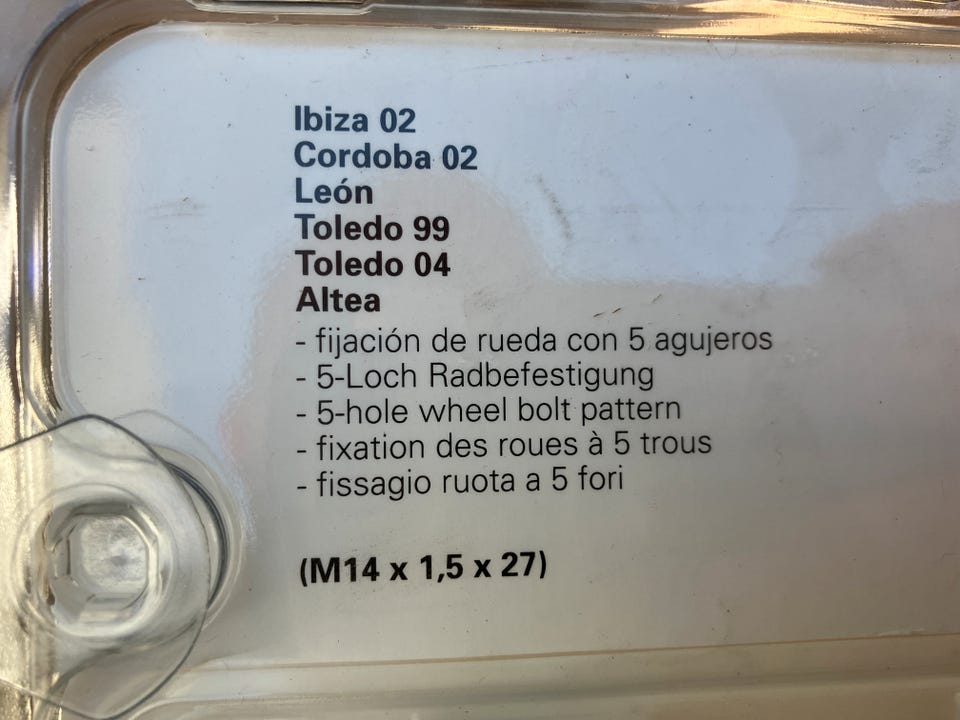 Ibiza 02
Cordoba 02
León
Toledo 99
Toledo 04
Altea
- fijación de rueda con 5 agujeros
- 5-Loch Radbefestigung
- 5-hole wheel bolt pattern
- fixation des roues à 5 trous
- fissagio ruota a 5 fori
(M14 x 1,5 x 27)